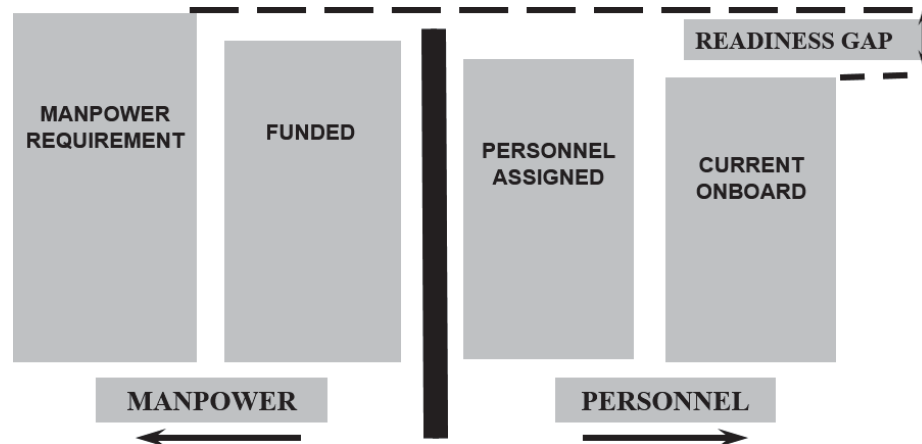 READINESS GAP
MANPOWER
REQUIREMENT
FUNDED
PERSONNEL
ASSIGNED
CURRENT
ONBOARD
MANPOWER
PERSONNEL